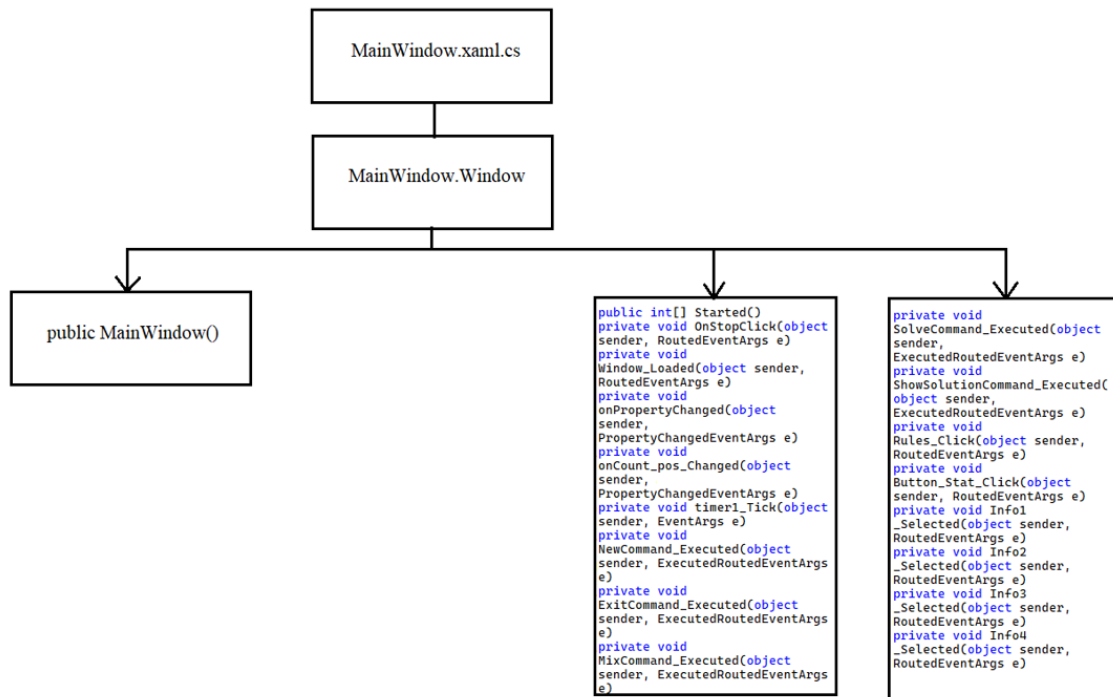 MainWindow.xaml.cs
MainWindow.Window
public MainWindow()
public int[] Started()
private void OnStopClick(object
sender, RoutedEventArgs e)
private void
Window_Loaded(object sender,
RoutedEventArgs e)
private void
onPropertyChanged(object
sender,
PropertyChangedEventArgs e)
private void
onCount_pos_Changed(object
sender,
PropertyChangedEventArgs e)
private void timer1_Tick(object
sender, EventArgs e)
private void
NewCommand_Executed(object
sender, ExecutedRoutedEventArgs
e)
private void
ExitCommand_Executed(object
sender, ExecutedRoutedEventArgs
e)
private void
MixCommand_Executed(object
sender, ExecutedRoutedEventArgs
e)
private void
SolveCommand_Executed(object
sender,
ExecutedRoutedEventArgs e)
private void
ShowSolutionCommand_Executed(
object sender,
ExecutedRoutedEventArgs e)
private void
Rules_Click(object sender,
RoutedEventArgs e)
private void
Button_Stat_Click(object
sender, RoutedEventArgs e)
private void Info1
_Selected(object sender,
RoutedEventArgs e)
private void Info2
_Selected(object sender,
RoutedEventArgs e)
private void Info3
_Selected(object sender,
RoutedEventArgs e)
private void Info4
_Selected(object sender,
RoutedEventArgs e)